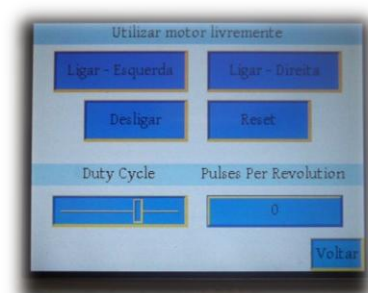 Utilizar motor livremente
Ligar - Esquerda Ligar - Direita
Desligar Reset
Duty Cycle Pulses Per Revolution
0
Voltar